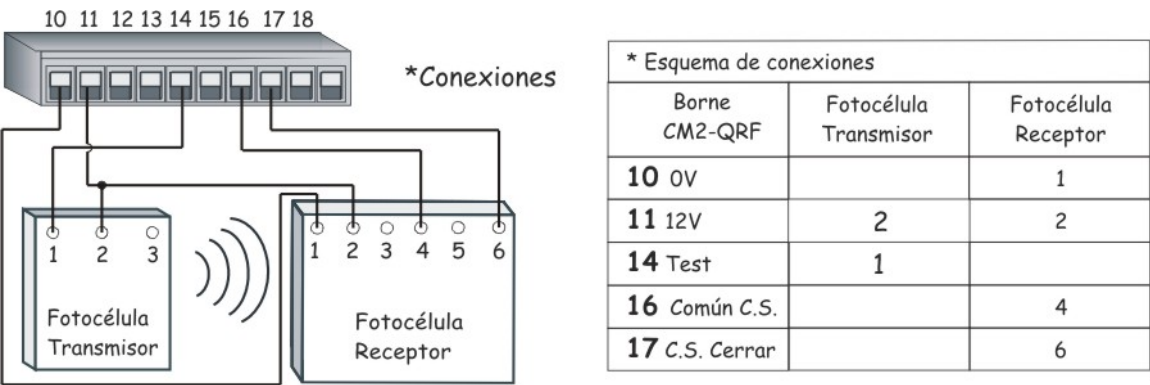 10 11 12 13 14 15 16 17 18
*Conexiones
1 2 3
Fotocélula
Transmisor
1 2 3 4 5 6
Fotocélula
Receptor
* Esquema de conexiones
Borne CM2-QRF Fotocélula Transmisor Fotocélula Receptor
10 0V 1
11 12V 2 2
14 Test 1
16 Común C.S. 4
17 C.S. Cerrar 6